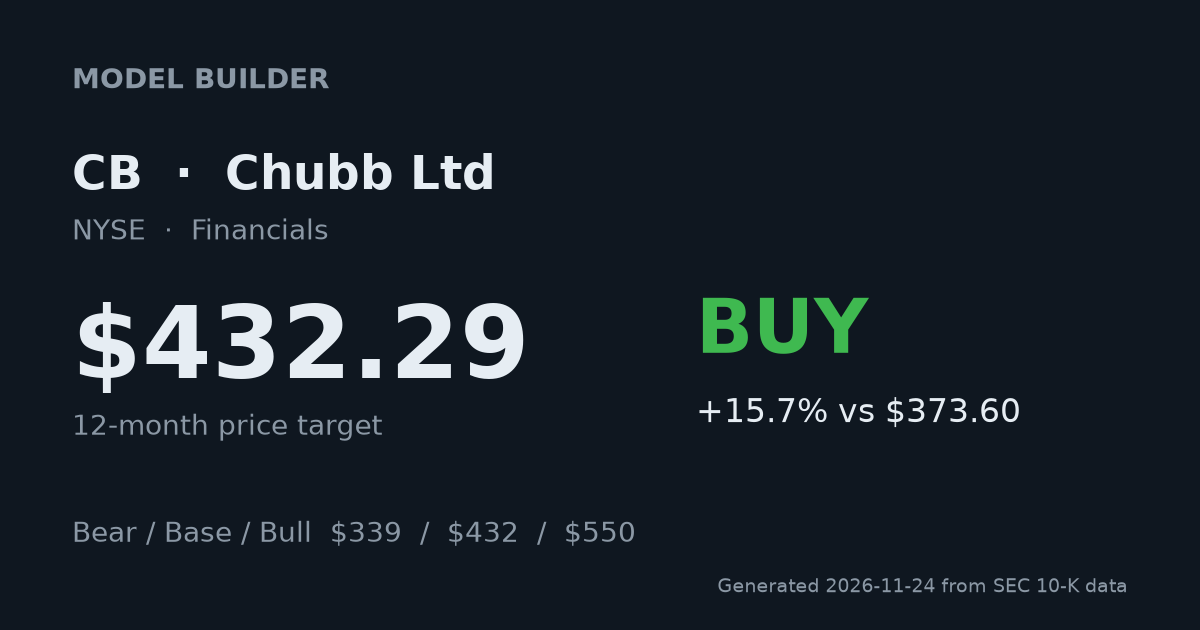 MODEL BUILDER
CB · Chubb Ltd
NYSE · Financials
$432.29
12-month price target
BUY
+15.7% vs $373.60
Bear / Base / Bull $339 / $432 / $550
Generated 2026-11-24 from SEC 10-K data